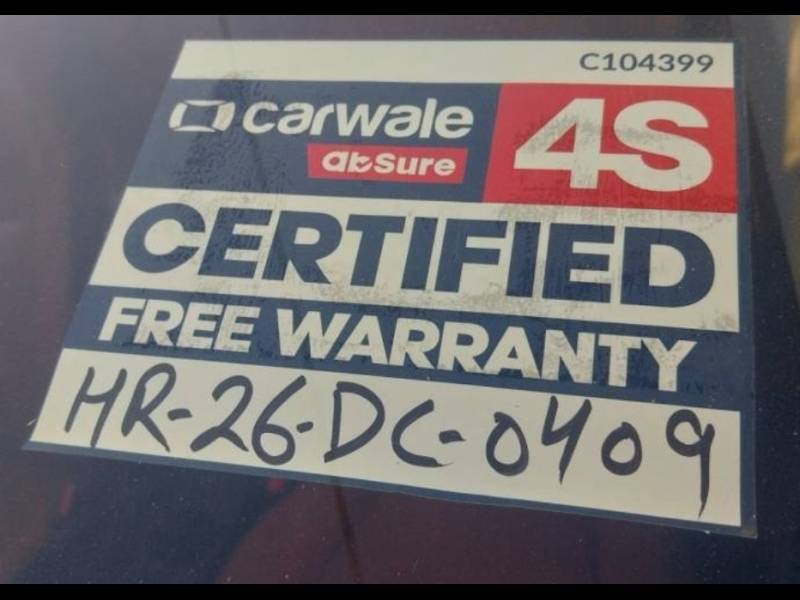 C104399
carwale
absure
4S
CERTIFIED
FREE WARRANTY
HR-26-DC-0409